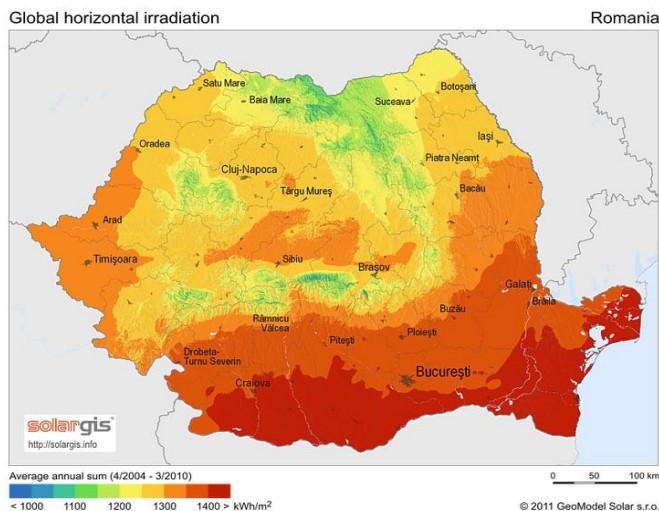 Global horizontal irradiation
Romania
Satu Mare
Baia Mare
Suceava
Botoşani
Iaşi
Oradea
Cluj-Napoca
Piatra Neamţ
Târgu Mureş
Bacău
Arad
Timişoara
Sibiu
Braşov
Galaţi
Brăila
Buzău
Râmnicu
Vâlcea
Ploieşti
Piteşti
Drobeta-
Turnu Severin
Bucureşti
Craiova
solargis
http://solargis.info
Average annual sum (4/2004 - 3/2010)
< 1000 1100 1200 1300 1400 > kWh/m²
0 50 100 km
© 2011 GeoModel Solar s.r.o.